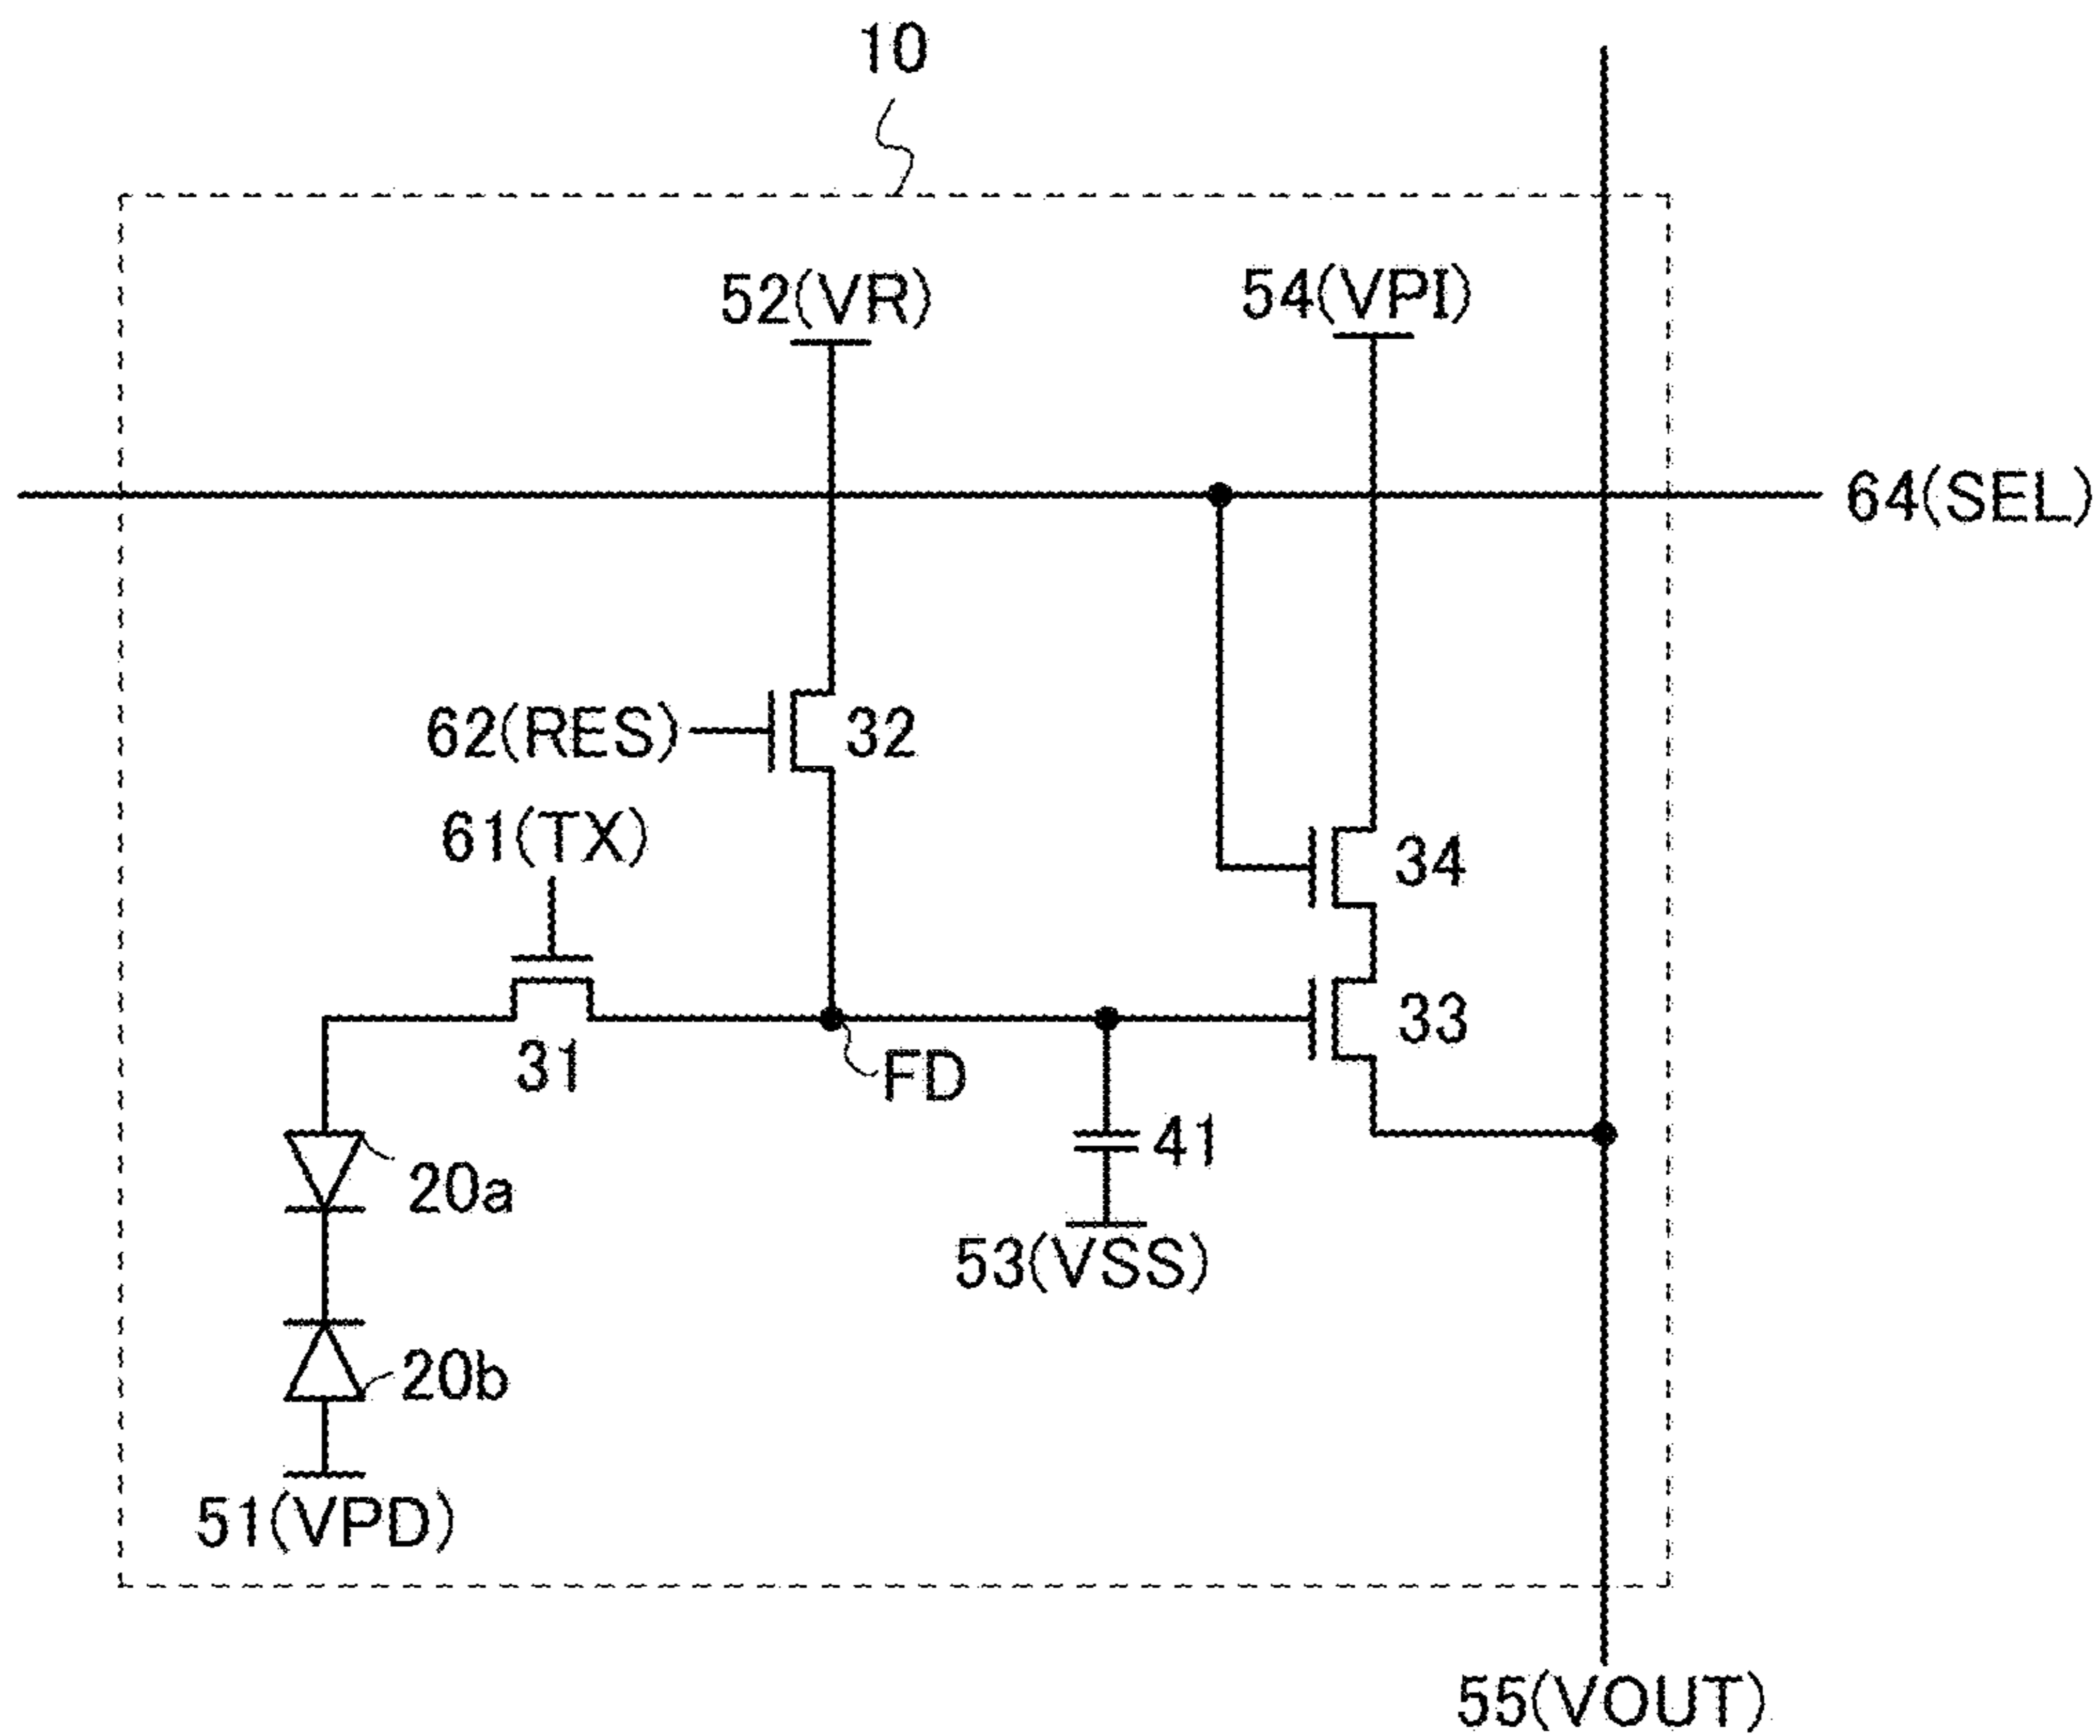 10
52(VR)
54(VPI)
64(SEL)
62(RES)
32
61(TX)
34
33
31
FD
41
20a
53(VSS)
20b
51(VPD)
55(VOUT)